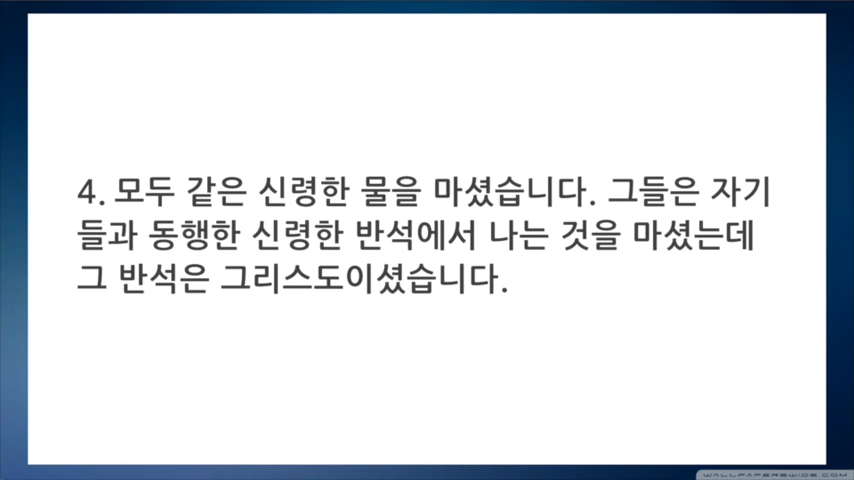 4. 모두 같은 신령한 물을 마셨습니다. 그들은 자기
들과 동행한 신령한 반석에서 나는 것을 마셨는데
그 반석은 그리스도이셨습니다.